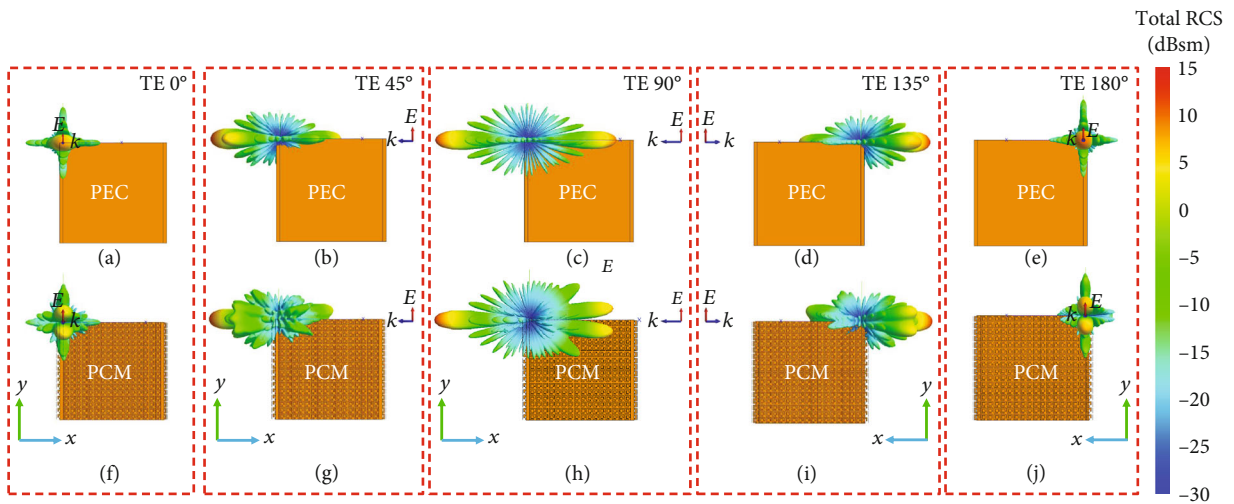 Total RCS
(dBsm)
TE 0°
TE 45°
TE 90°
TE 135°
TE 180°
15
10
5
0
−5
−10
−15
−20
−25
−30
E
k
E
k
E
k
E
k
E
k
PEC
PEC
PEC
PEC
PEC
(a)
(b)
(c)
(d)
(e)
E
E
k
E
k
E
k
E
k
E
k
x
PCM
PCM
PCM
PCM
PCM
y
x
y
x
y
x
y
x
y
x
(f)
(g)
(h)
(i)
(j)